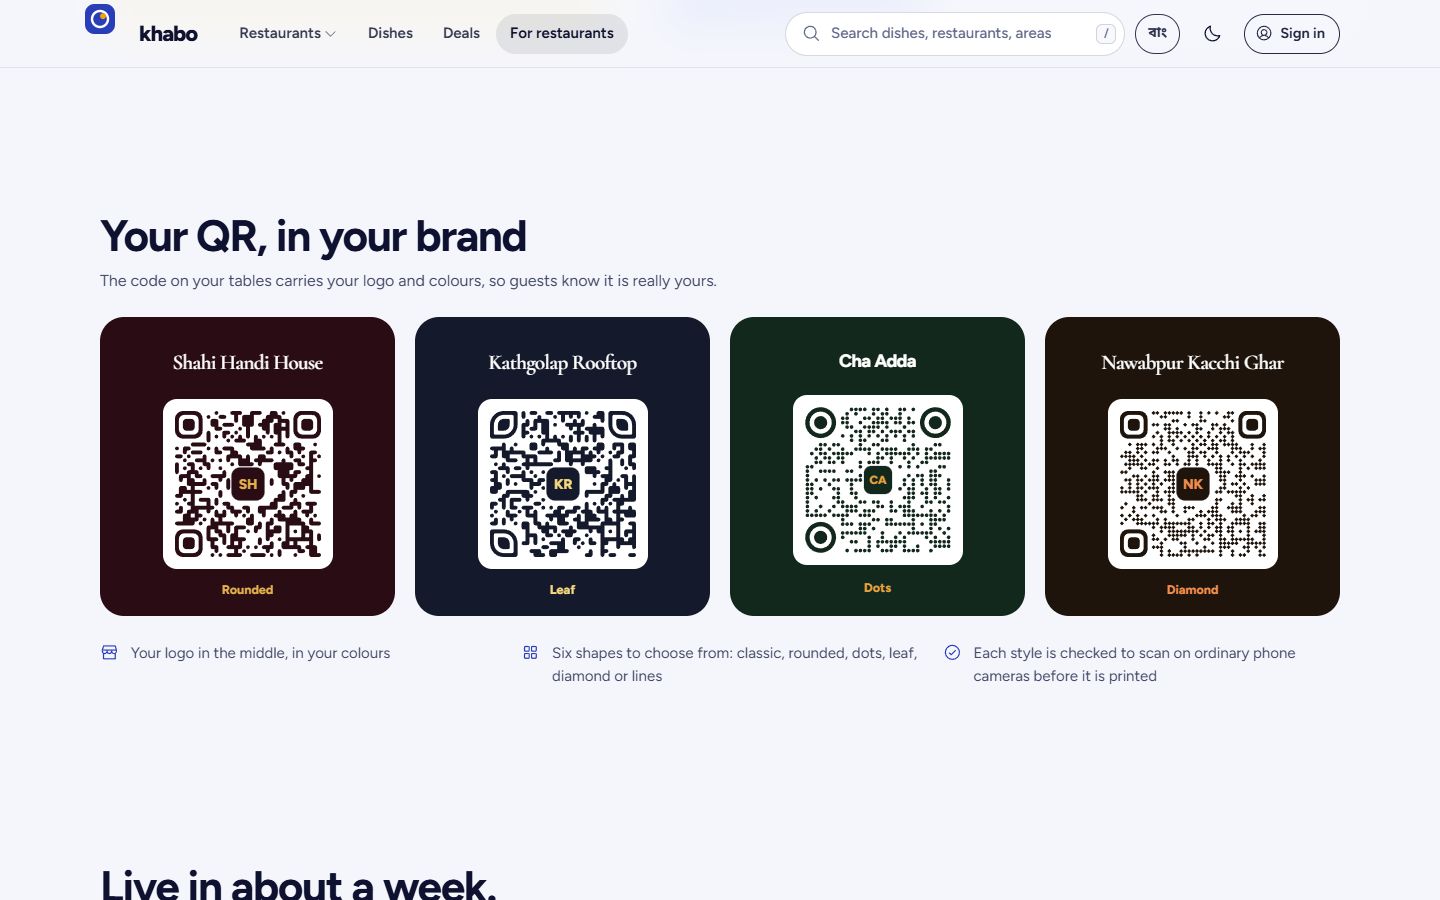 khabo
Restaurants
Dishes
Deals
For restaurants
Search dishes, restaurants, areas
/
বাং
Sign in
Your QR, in your brand
The code on your tables carries your logo and colours, so guests know it is really yours.
Shahi Handi House
SH
Rounded
Kathgolap Rooftop
KR
Leaf
Cha Adda
CA
Dots
Nawabpur Kacchi Ghar
NK
Diamond
Your logo in the middle, in your colours
Six shapes to choose from: classic, rounded, dots, leaf,
diamond or lines
Each style is checked to scan on ordinary phone
cameras before it is printed
Live in about a week.